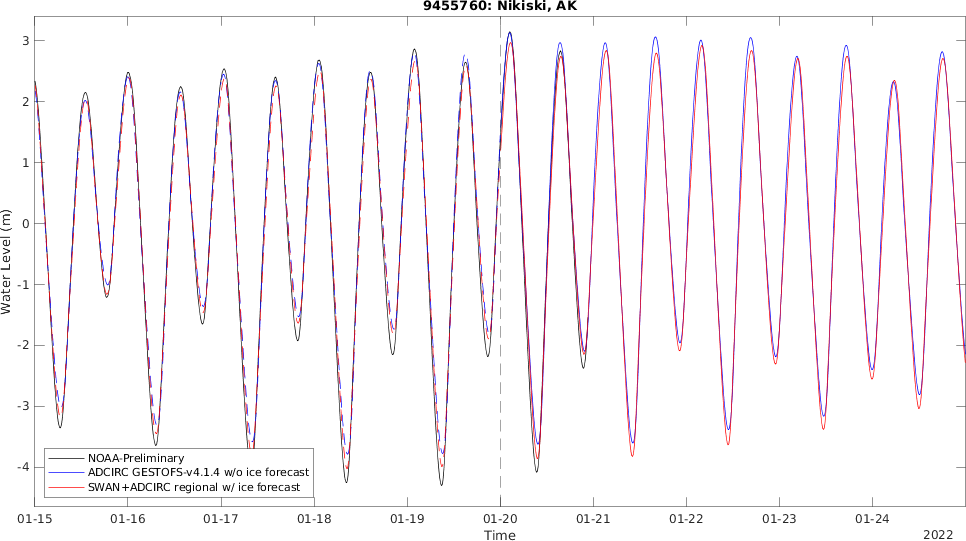 9455760: Nikiski, AK
Water Level (m)
3
2
1
0
-1
-2
-3
-4
NOAA-Preliminary
ADCIRC GESTOFS-v4.1.4 w/o ice forecast
SWAN+ADCIRC regional w/ ice forecast
01-15 01-16 01-17 01-18 01-19 01-20 01-21 01-22 01-23 01-24
Time
2022